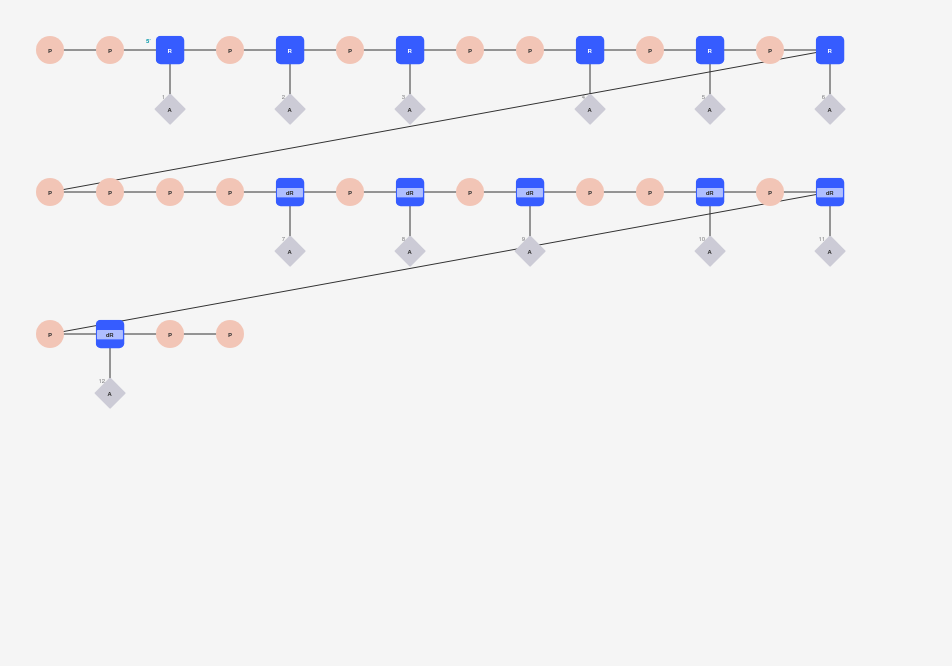 5'
P P R P R P R P P R P R P R
1 2 3 4 5 6
A A A A A A
P P P P dR P dR P dR P P dR P dR
7 8 9 10 11
A A A A A
P dR P P
12
A